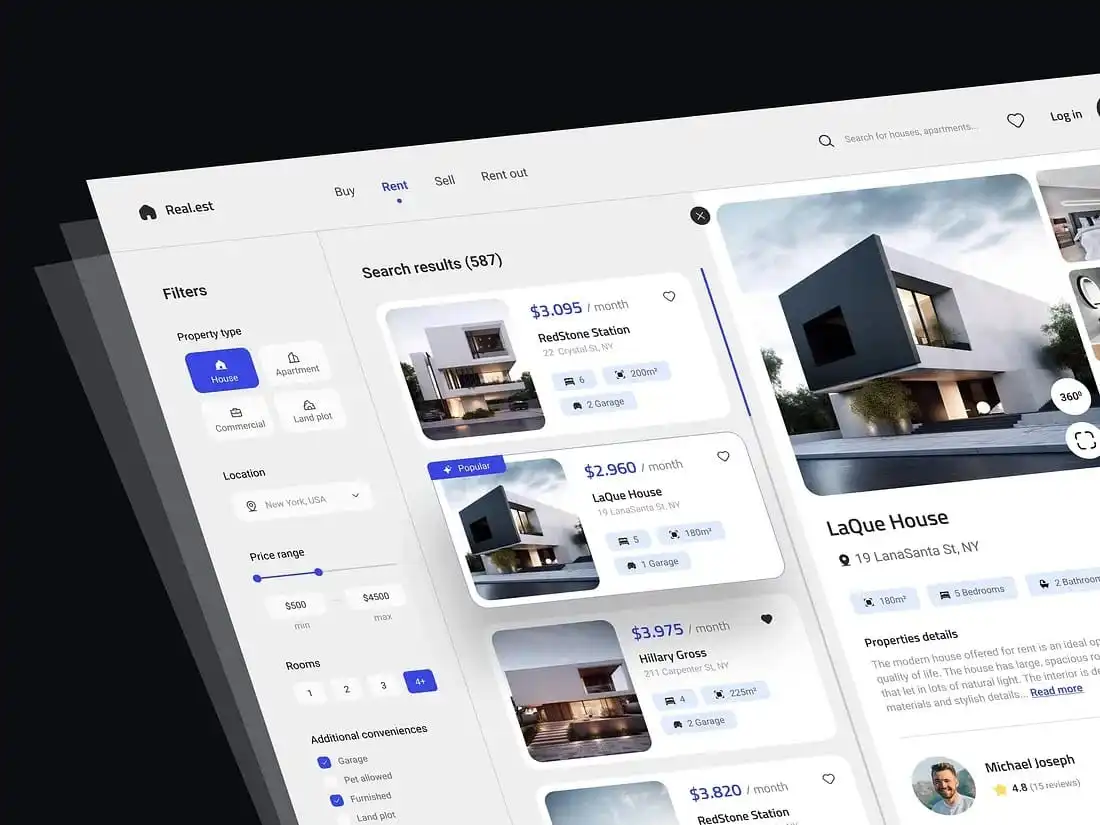 Real.est
Buy
Rent
Sell
Rent out
Search for houses, apartments...
Log in
Filters
Property type
House
Apartment
Commercial
Land plot
Location
New York, USA
Price range
$500
$4500
min
max
Rooms
1
2
3
4+
Additional conveniences
Garage
Pet allowed
Furnished
Land plot
Search results (587)
$3.095 / month
RedStone Station
22 Crystal St, NY
6
200m²
2 Garage
Popular
$2.960 / month
LaQue House
19 LanaSanta St, NY
5
180m²
1 Garage
$3.975 / month
Hillary Gross
211 Carpenter St, NY
4
225m²
2 Garage
$3.820 / month
RedStone Station
360º
LaQue House
19 LanaSanta St, NY
180m²
5 Bedrooms
2 Bathroom
Properties details
The modern house offered for rent is an ideal
quality of life. The house has large, spacious
that let in lots of natural light. The interior is
materials and stylish details... Read more
Michael Joseph
4.8 (15 reviews)